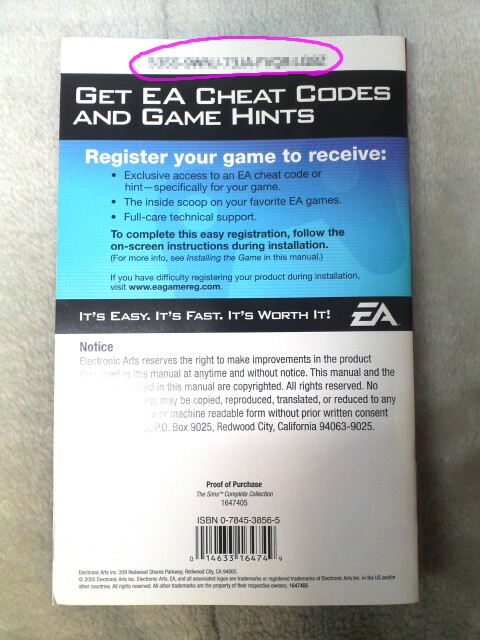 GET EA CHEAT CODES
AND GAME HINTS
Register your game to receive:
• Exclusive access to an EA cheat code or
hint—specifically for your game.
• The inside scoop on your favorite EA games.
• Full-care technical support.
To complete this easy registration, follow the
on-screen instructions during installation.
(For more info, see Installing the Game in this manual.)
If you have difficulty registering your product during installation,
visit www.eagamereg.com.
IT'S EASY. IT'S FAST. IT'S WORTH IT!
EA
Notice
Electronic Arts reserves the right to make improvements in the product
in this manual at anytime and without notice. This manual and the
in this manual are copyrighted. All rights reserved. No
may be copied, reproduced, translated, or reduced to any
or machine readable form without prior written consent
P.O. Box 9025, Redwood City, California 94063-9025.
Proof of Purchase
The Sims™ Complete Collection
1647405
ISBN 0-7845-3856-5
0 14633 16474 9
Electronic Arts Inc. 209 Redwood Shores Parkway, Redwood City, CA 94065.
© 2005 Electronic Arts Inc. Electronic Arts, EA, and all associated logos are trademarks or registered trademarks of Electronic Arts Inc. in the US and/or
other countries. All rights reserved. All other trademarks are the property of their respective owners. 1647405